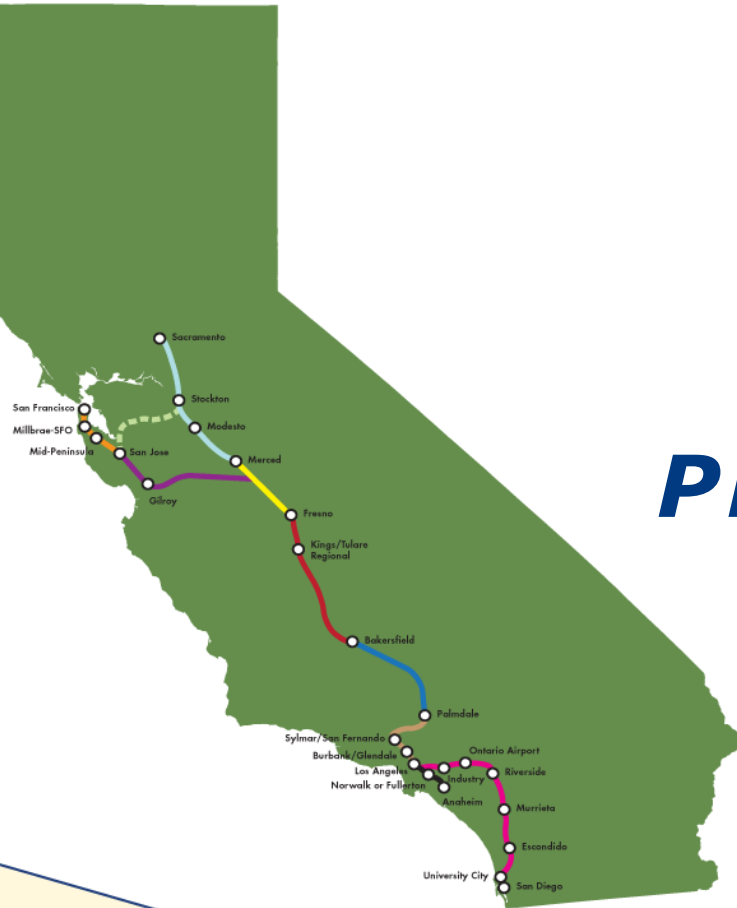 Sacramento
Stockton
San Francisco
Modesto
Millbrae-SFO
Mid-Peninsula
San Jose
Merced
Gilroy
Fresno
Kings/Tulare
Regional
Bakersfield
Palmdale
Sylmar/San Fernando
Ontario Airport
Burbank/Glendale
Los Angeles
Riverside
Industry
Norwalk or Fullerton
Anaheim
Murrieta
Escondido
University City
San Diego